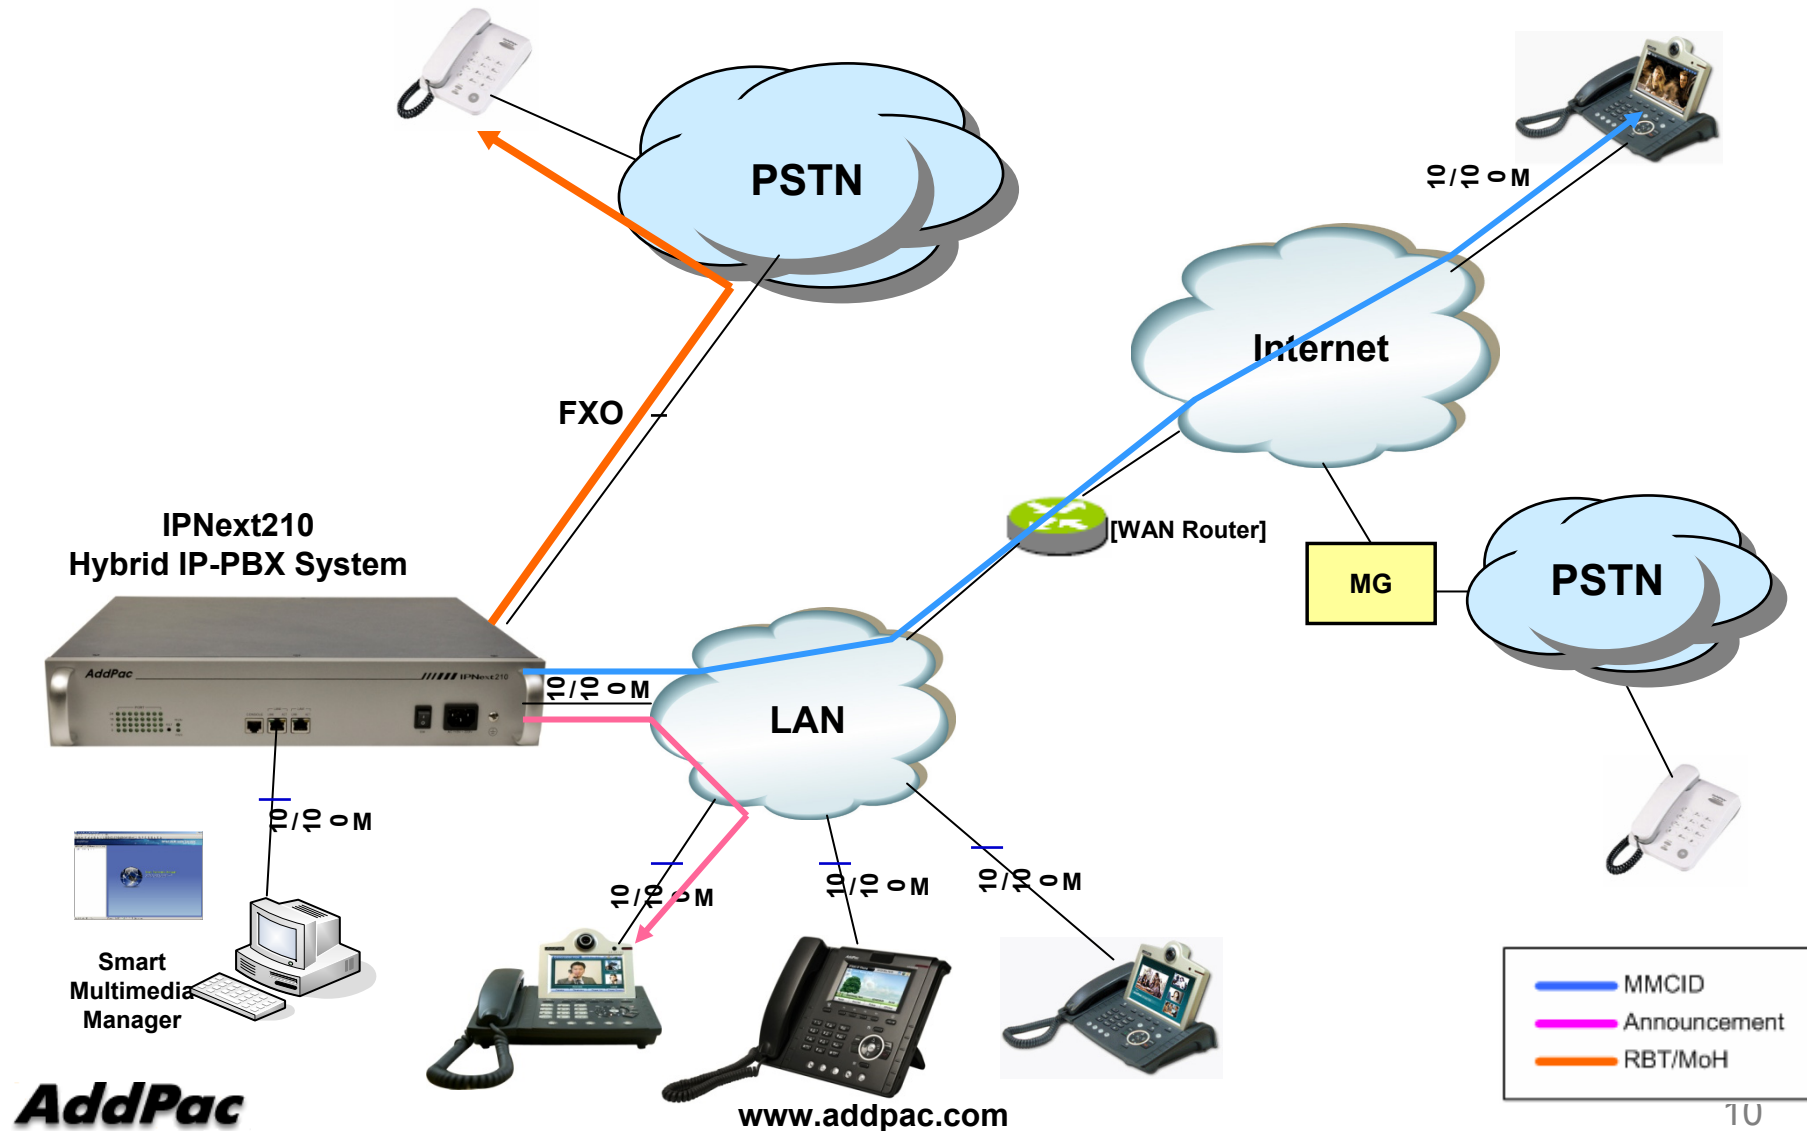 PSTN
10/100M
Internet
FXO
[WAN Router]
IPNext210
Hybrid IP-PBX System
MG
PSTN
AddPac
IPNext210
10/100M
LAN
10/100M
10/100M
10/100M
10/100M
Smart
Multimedia
Manager
MMCID
Announcement
RBT/MoH
AddPac
www.addpac.com
10